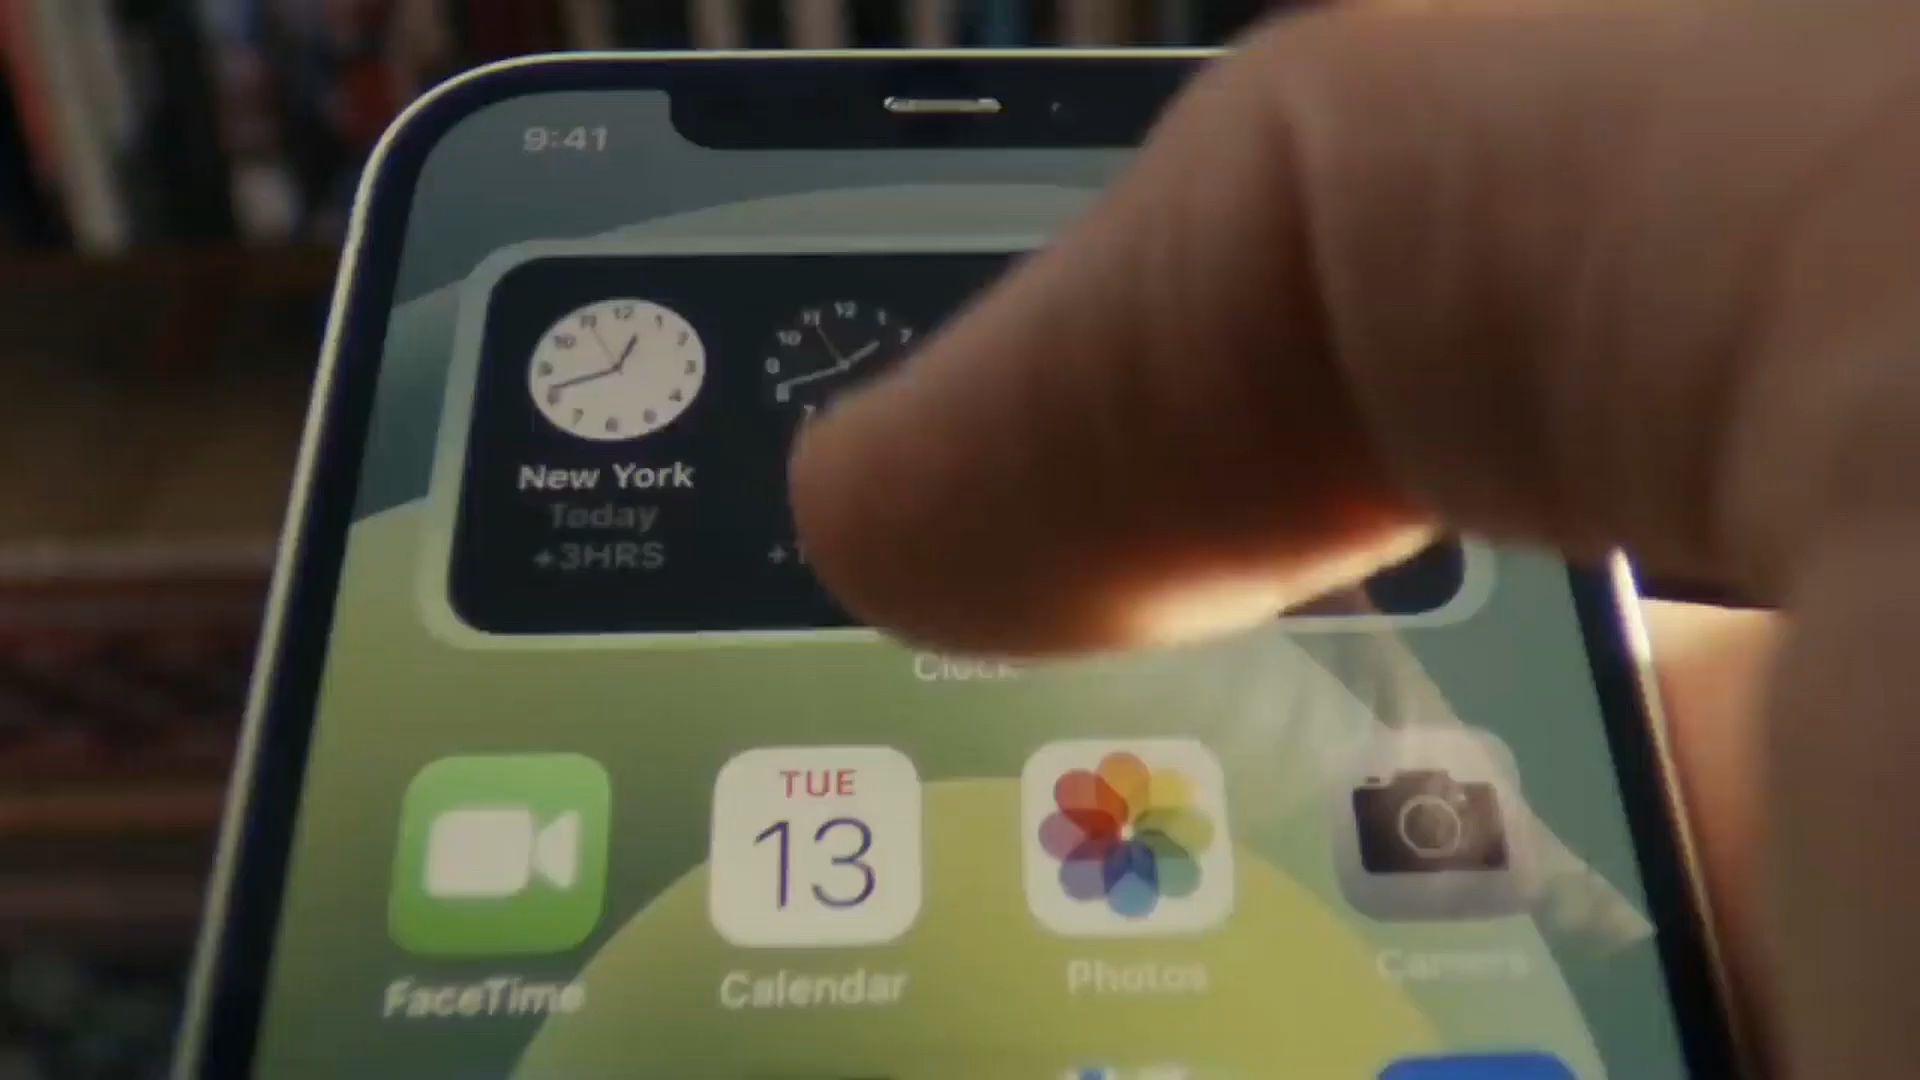 9:41
New York
Today
+3HRS
Clock
TUE
13
FaceTime
Calendar
Photos
Camera